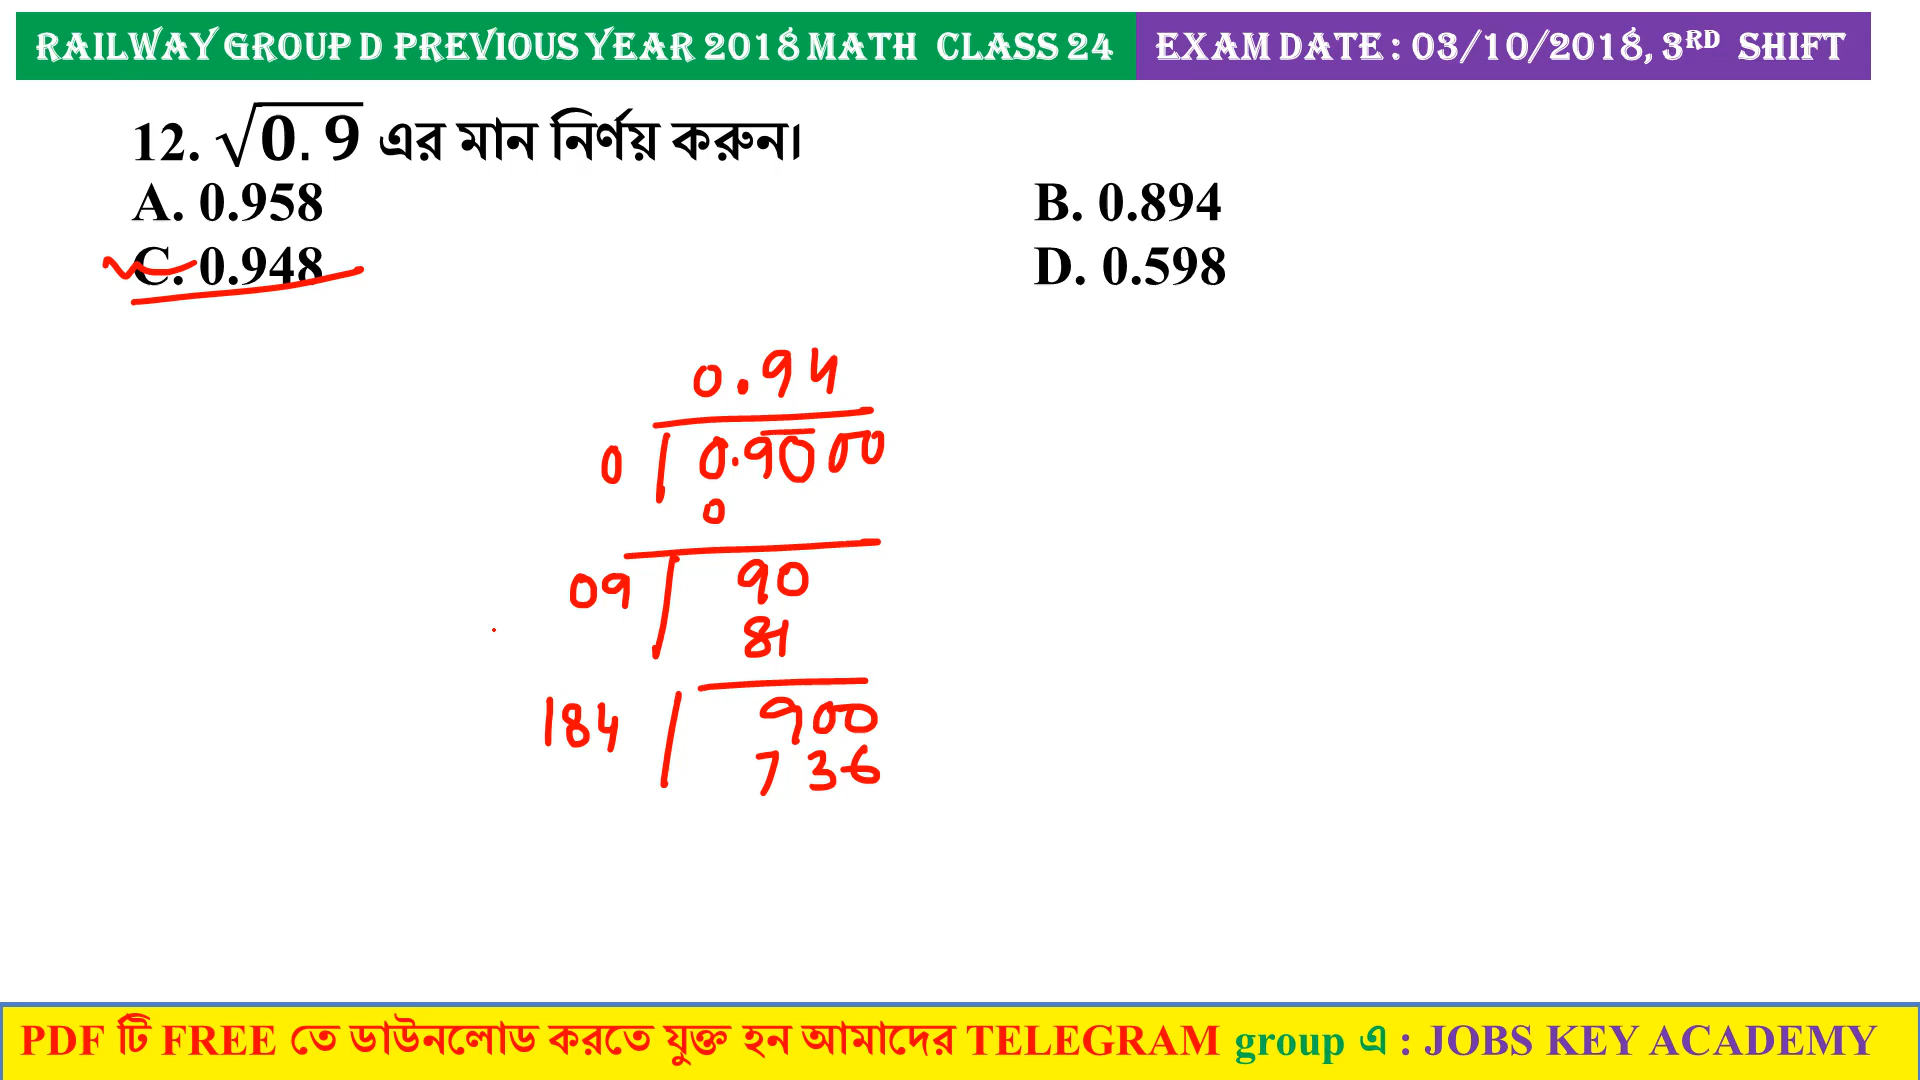 RAILWAY GROUP D PREVIOUS YEAR 2018 MATH CLASS 24 EXAM DATE : 03/10/2018, 3RD SHIFT
12. √0.9 এর মান নির্ণয় করুন।
A. 0.958 B. 0.894
C. 0.948 D. 0.598
0.94
0 0.90 00
0
09 90
81
184 900
736
PDF টি FREE তে ডাউনলোড করতে যুক্ত হন আমাদের TELEGRAM group এ : JOBS KEY ACADEMY